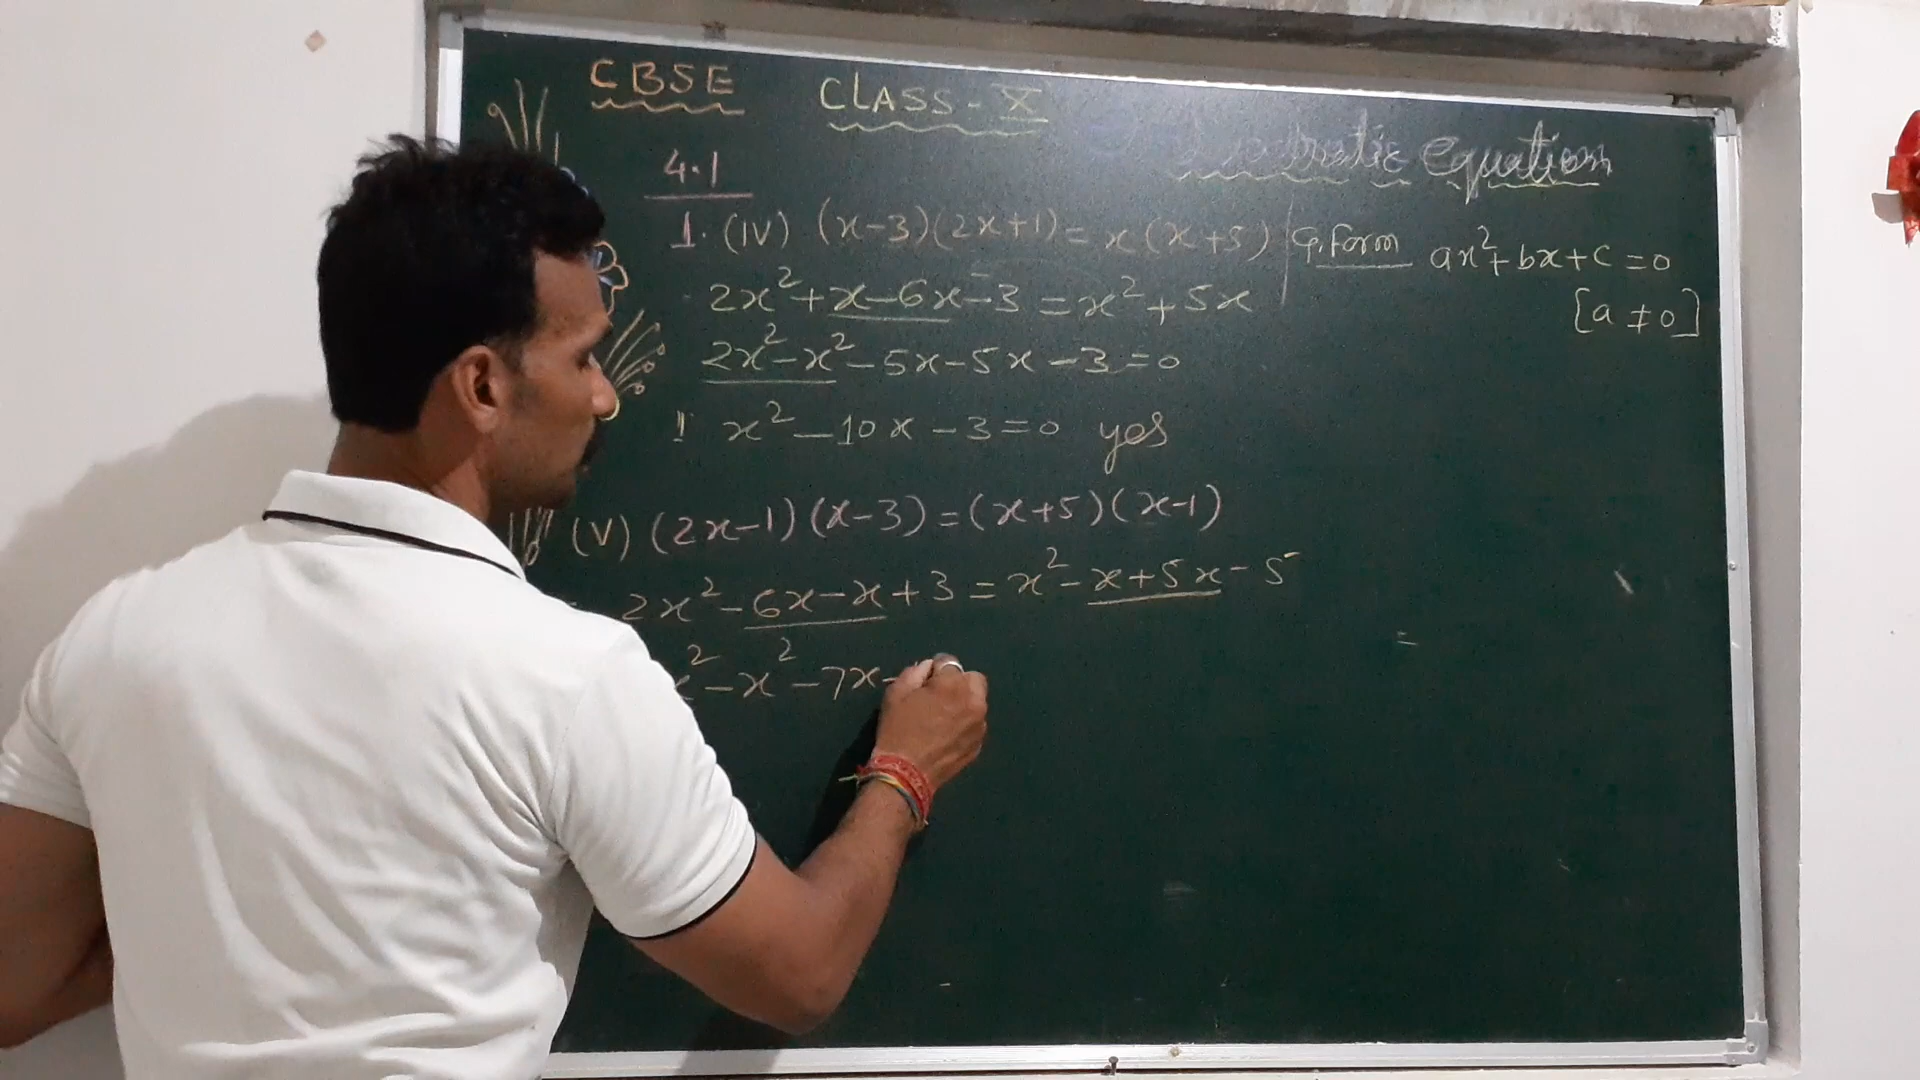 CBSE CLASS-X
Quadratic Equation
4.1
1. (IV) (x-3)(2x+1)=x(x+5) G.Form ax²+bx+c=0
[a≠0]
2x²+x-6x-3=x²+5x
2x²-x²-5x-5x-3=0
x²-10x-3=0 yes
(V) (2x-1)(x-3)=(x+5)(x-1)
2x²-6x-x+3=x²-x+5x-5
²-x²-7x-